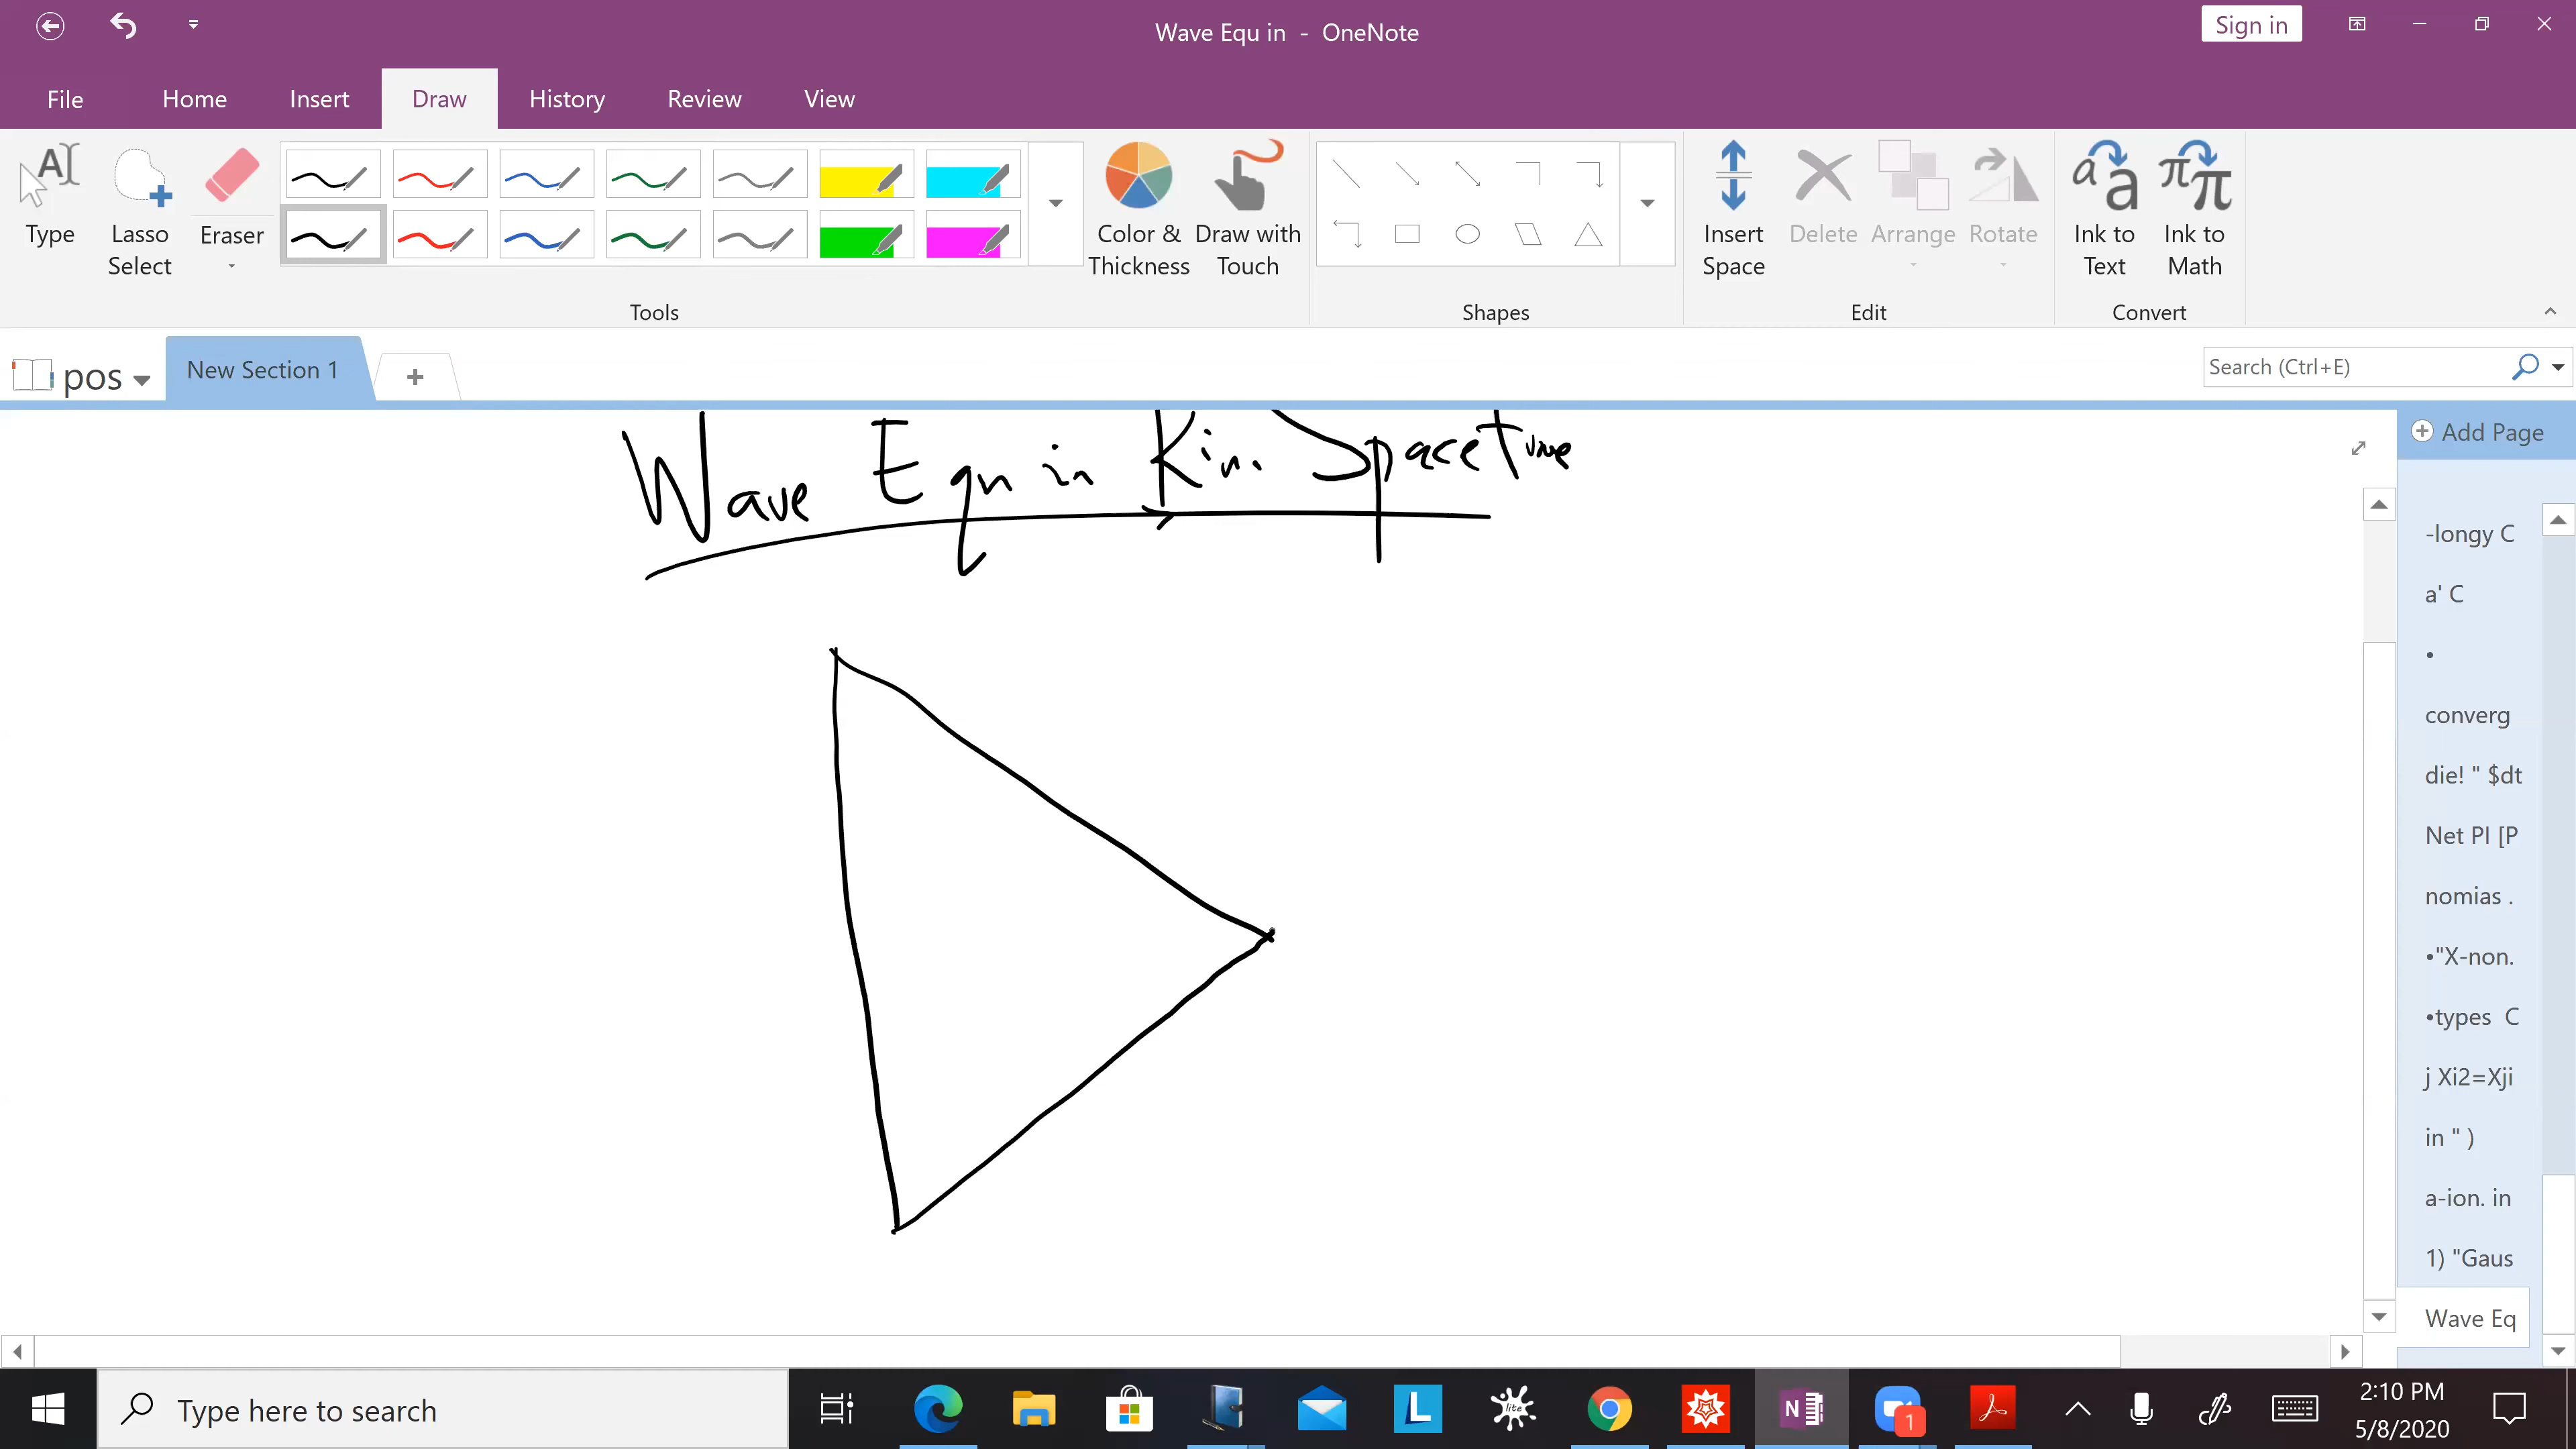 Wave Equ in - OneNote
Sign in
File Home Insert Draw History Review View
Type
Lasso Select
Eraser
Color & Thickness
Draw with Touch
Insert Space
Delete
Arrange
Rotate
Ink to Text
Ink to Math
Tools
Shapes
Edit
Convert
pos
New Section 1
Search (Ctrl+E)
Wave Eqn in Kin. Spacetime
Add Page
-longy C
a' C
•
converg
die! " $dt
Net PI [P
nomias .
•"X-non.
•types C
j Xi2=Xji
in " )
a-ion. in
1) "Gaus
Wave Eq
Type here to search
L
lite
N
1
2:10 PM
5/8/2020